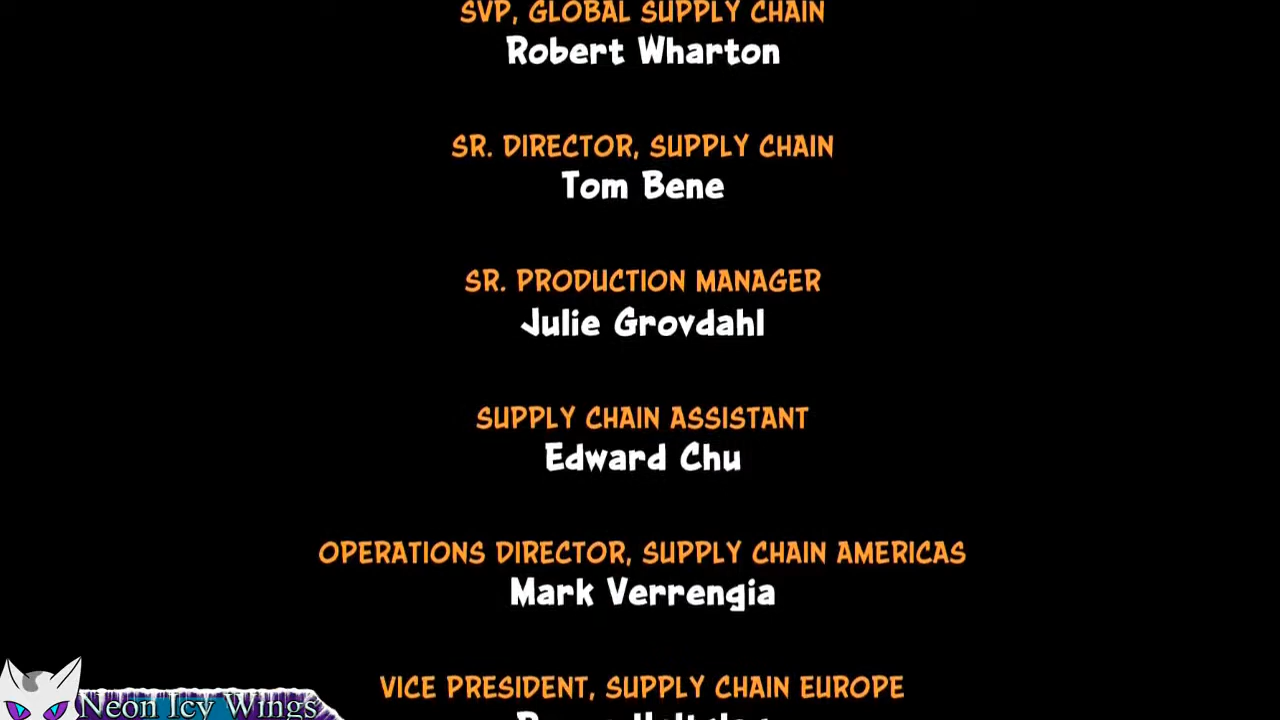 SVP, GLOBAL SUPPLY CHAIN
Robert Wharton
SR. DIRECTOR, SUPPLY CHAIN
Tom Bene
SR. PRODUCTION MANAGER
Julie Grovdahl
SUPPLY CHAIN ASSISTANT
Edward Chu
OPERATIONS DIRECTOR, SUPPLY CHAIN AMERICAS
Mark Verrengia
VICE PRESIDENT, SUPPLY CHAIN EUROPE
Neon Icy Wings